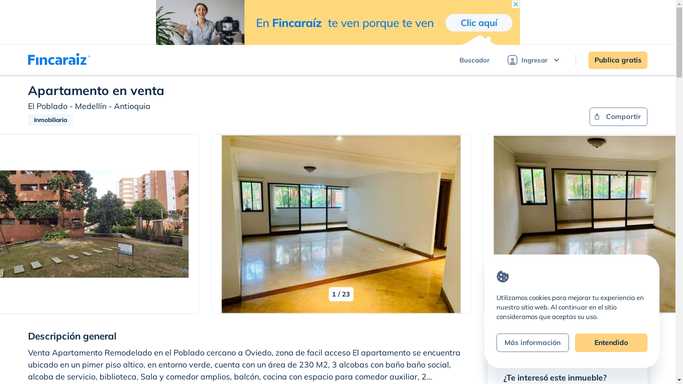 En Fincaraíz te ven porque te ven
Clic aquí
Fincaraíz
Buscador
Ingresar
Publica gratis
Apartamento en venta
El Poblado - Medellín - Antioquia
Inmobiliaria
Compartir
1 / 23
Utilizamos cookies para mejorar tu experiencia en
nuestro sitio web. Al continuar en el sitio
consideramos que aceptas su uso.
Más información
Entendido
Descripción general
Venta Apartamento Remodelado en el Poblado cercano a Oviedo, zona de facil acceso El apartamento se encuentra
ubicado en un primer piso altico, en entorno verde, cuenta con un área de 230 M2, 3 alcobas con baño baño social,
alcoba de servicio, biblioteca, Sala y comedor amplios, balcón, cocina con espacio para comedor auxiliar, 2...
¿Te interesó este inmueble?